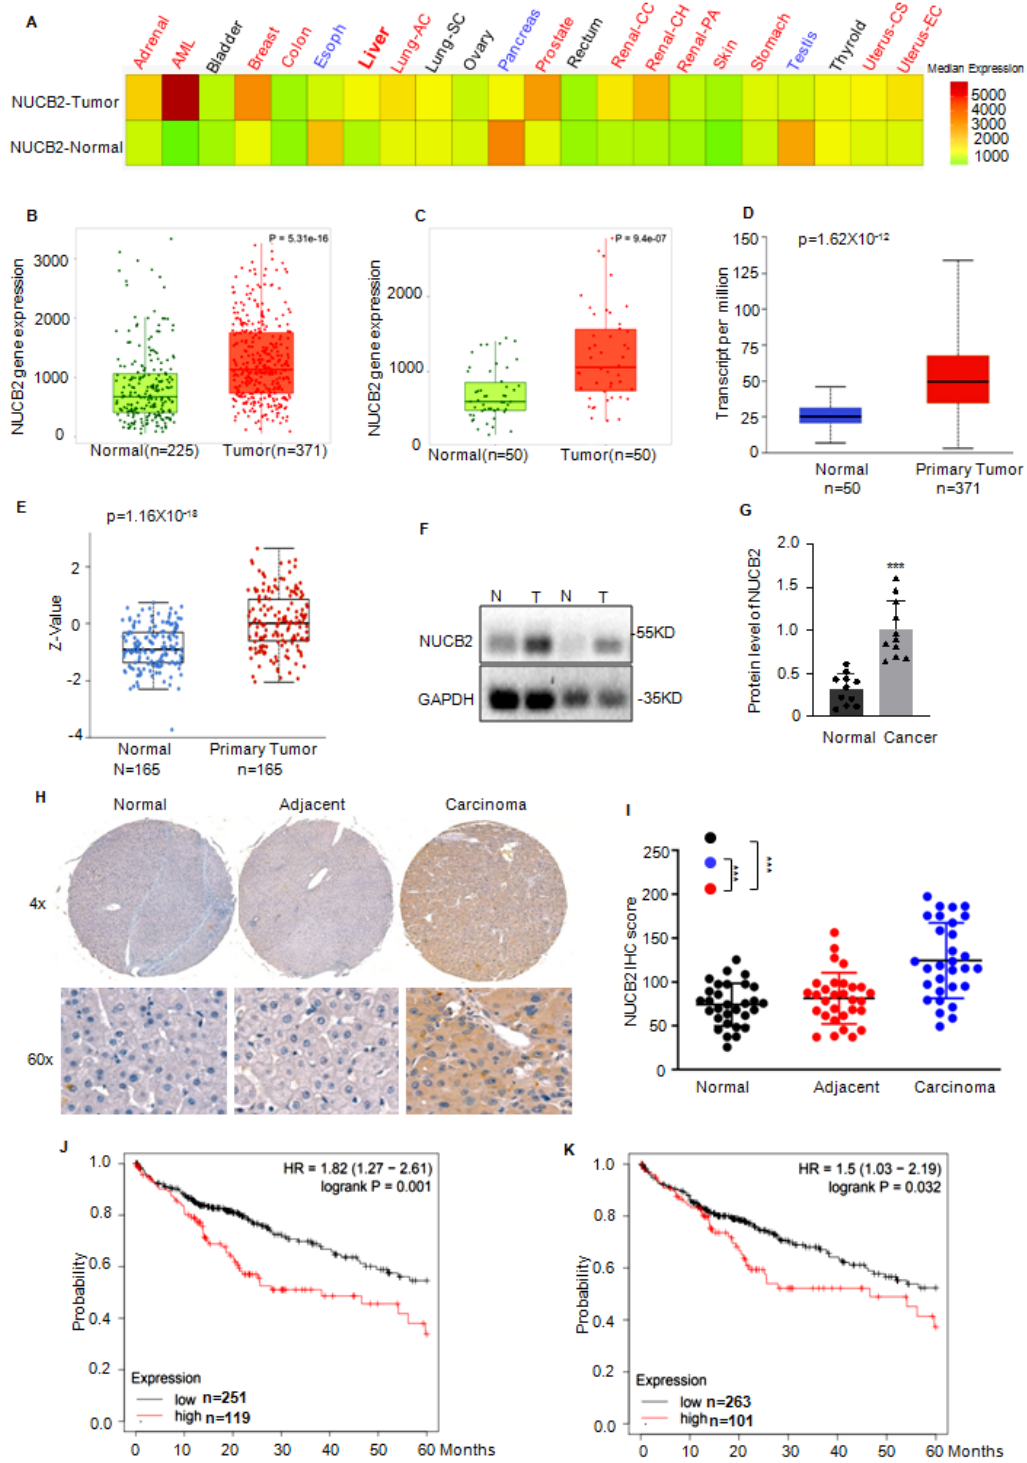 A
Adrenal AML Bladder Breast Colon Esoph Liver Lung-AC Lung-SC Ovary Pancreas Prostate Rectum Renal-CC Renal-CH Renal-PA Skin Stomach Testis Thyroid Uterus-CS Uterus-EC
Median Expression
NUCB2-Tumor
NUCB2-Normal
5000
4000
3000
2000
1000
B
NUCB2 gene expression
P = 5.31e-16
3000
2000
1000
0
Normal(n=225) Tumor(n=371)
C
NUCB2 gene expression
P = 9.4e-07
2000
1000
0
Normal(n=50) Tumor(n=50)
D
Transcript per million
p=1.62X10-12
150
125
100
75
50
25
0
Normal Primary Tumor
n=50 n=371
E
p=1.16X10-18
Z-Value
2
0
-2
-4
Normal Primary Tumor
N=165 n=165
F
N T N T
NUCB2 -55KD
GAPDH -35KD
G
Protein level of NUCB2
2.0
1.5
1.0
0.5
0
***
Normal Cancer
H
Normal Adjacent Carcinoma
4x
60x
I
NUCB2 IHC score
250
200
150
100
50
0
***
***
Normal Adjacent Carcinoma
J
Probability
HR = 1.82 (1.27 − 2.61)
logrank P = 0.001
1.0
0.8
0.6
0.4
0.2
0.0
Expression
low n=251
high n=119
0 10 20 30 40 50 60 Months
K
Probability
HR = 1.5 (1.03 − 2.19)
logrank P = 0.032
1.0
0.8
0.6
0.4
0.2
0.0
Expression
low n=263
high n=101
0 10 20 30 40 50 60 Months